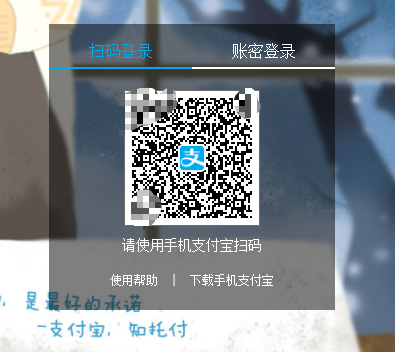 扫码登录 账密登录
支
请使用手机支付宝扫码
使用帮助 | 下载手机支付宝
，是最好的承诺
-支付宝，知托付